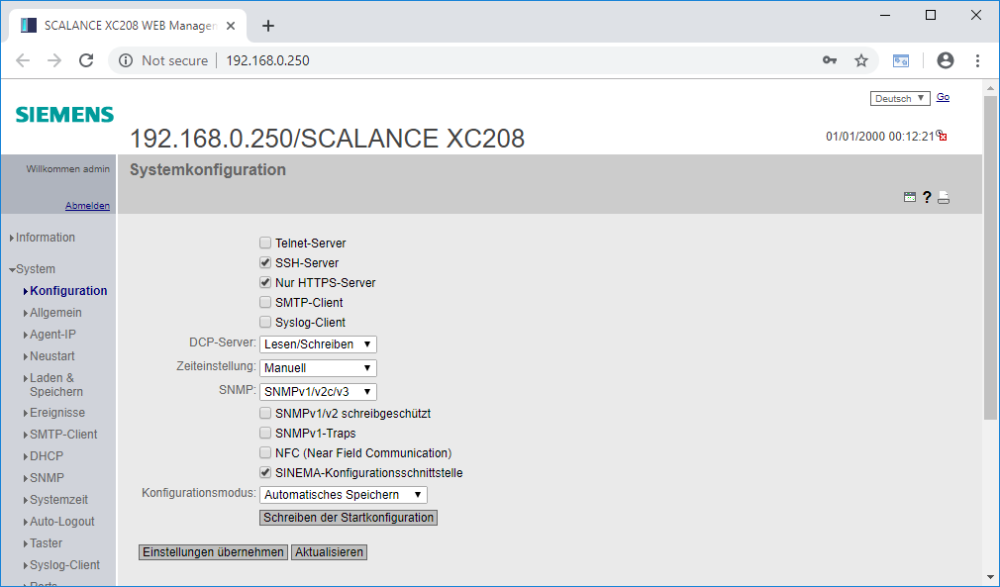 SCALANCE XC208 WEB Manager
Not secure
192.168.0.250
Deutsch
Go
SIEMENS
192.168.0.250/SCALANCE XC208
01/01/2000 00:12:21
Willkommen admin
Abmelden
Systemkonfiguration
?
Information
System
Konfiguration
Allgemein
Agent-IP
Neustart
Laden &
Speichern
Ereignisse
SMTP-Client
DHCP
SNMP
Systemzeit
Auto-Logout
Taster
Syslog-Client
Ports
Telnet-Server
SSH-Server
Nur HTTPS-Server
SMTP-Client
Syslog-Client
DCP-Server: Lesen/Schreiben
Zeiteinstellung: Manuell
SNMP: SNMPv1/v2c/v3
SNMPv1/v2 schreibgeschützt
SNMPv1-Traps
NFC (Near Field Communication)
SINEMA-Konfigurationsschnittstelle
Konfigurationsmodus: Automatisches Speichern
Schreiben der Startkonfiguration
Einstellungen übernehmen Aktualisieren